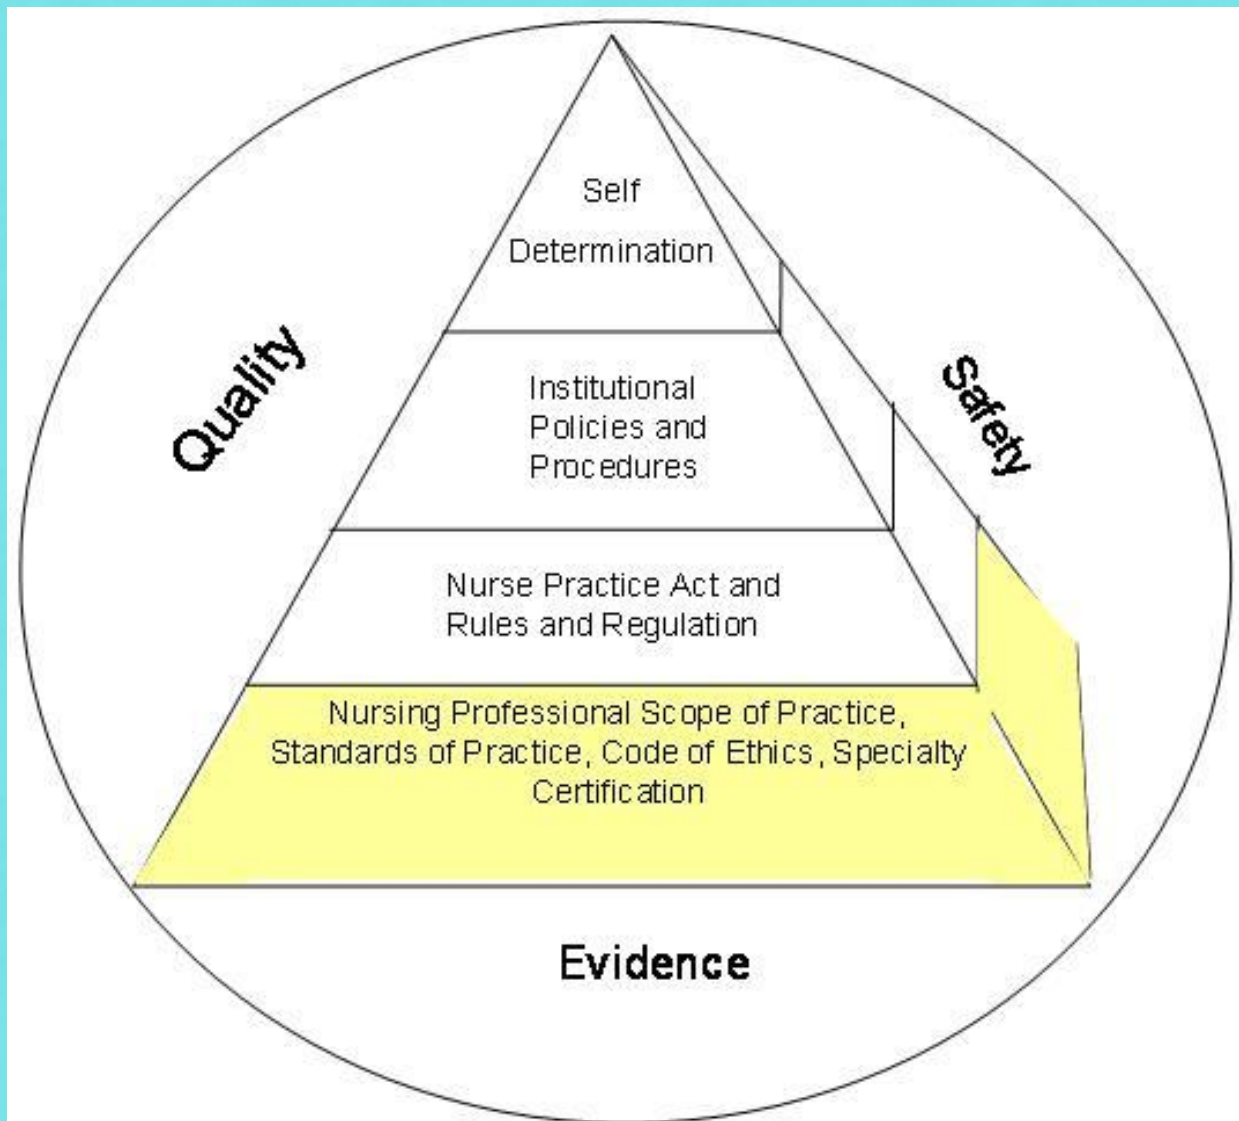 Self
Determination
Quality
Safety
Institutional
Policies and
Procedures
Nurse Practice Act and
Rules and Regulation
Nursing Professional Scope of Practice,
Standards of Practice, Code of Ethics, Specialty
Certification
Evidence